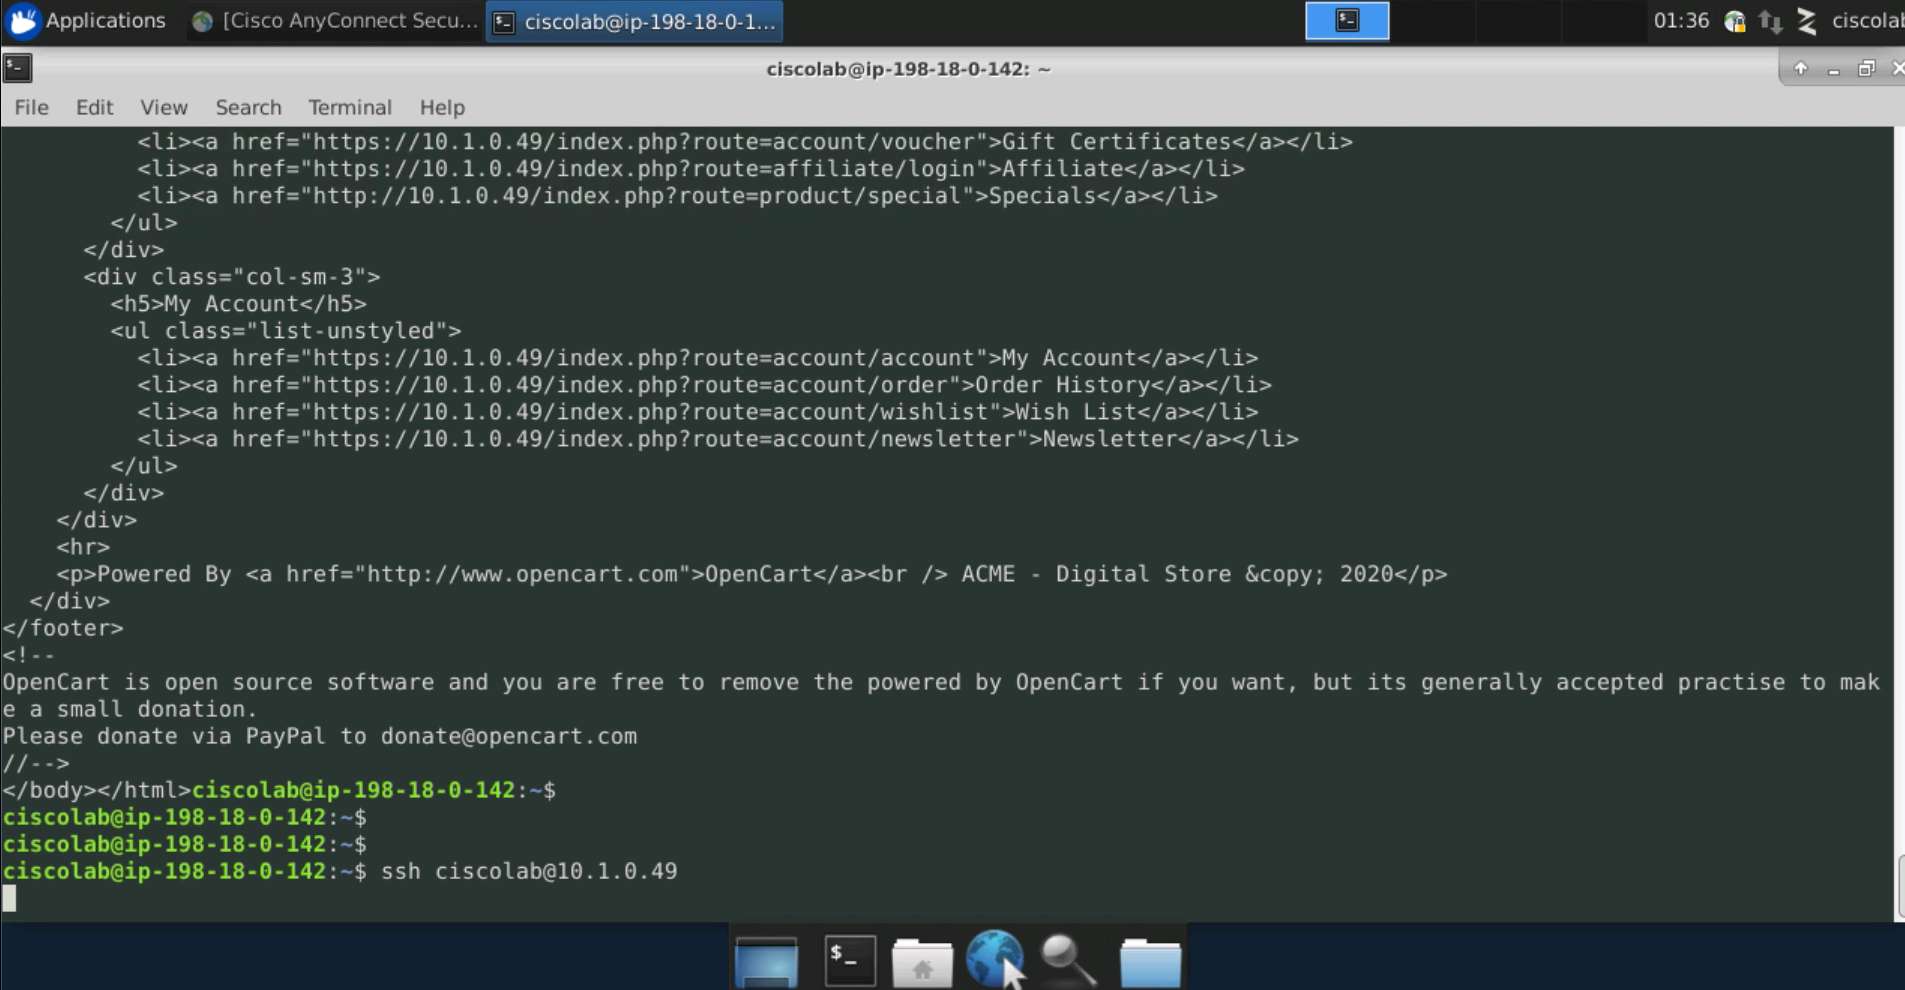 Applications [Cisco AnyConnect Secu... ciscolab@ip-198-18-0-1... 01:36 ciscolab
ciscolab@ip-198-18-0-142: ~
File Edit View Search Terminal Help
<li><a href="https://10.1.0.49/index.php?route=account/voucher">Gift Certificates</a></li>
<li><a href="https://10.1.0.49/index.php?route=affiliate/login">Affiliate</a></li>
<li><a href="http://10.1.0.49/index.php?route=product/special">Specials</a></li>
</ul>
</div>
<div class="col-sm-3">
<h5>My Account</h5>
<ul class="list-unstyled">
<li><a href="https://10.1.0.49/index.php?route=account/account">My Account</a></li>
<li><a href="https://10.1.0.49/index.php?route=account/order">Order History</a></li>
<li><a href="https://10.1.0.49/index.php?route=account/wishlist">Wish List</a></li>
<li><a href="https://10.1.0.49/index.php?route=account/newsletter">Newsletter</a></li>
</ul>
</div>
</div>
<hr>
<p>Powered By <a href="http://www.opencart.com">OpenCart</a><br /> ACME - Digital Store &copy; 2020</p>
</div>
</footer>
<!--
OpenCart is open source software and you are free to remove the powered by OpenCart if you want, but its generally accepted practise to mak
e a small donation.
Please donate via PayPal to donate@opencart.com
//-->
</body></html>ciscolab@ip-198-18-0-142:~$
ciscolab@ip-198-18-0-142:~$
ciscolab@ip-198-18-0-142:~$
ciscolab@ip-198-18-0-142:~$ ssh ciscolab@10.1.0.49